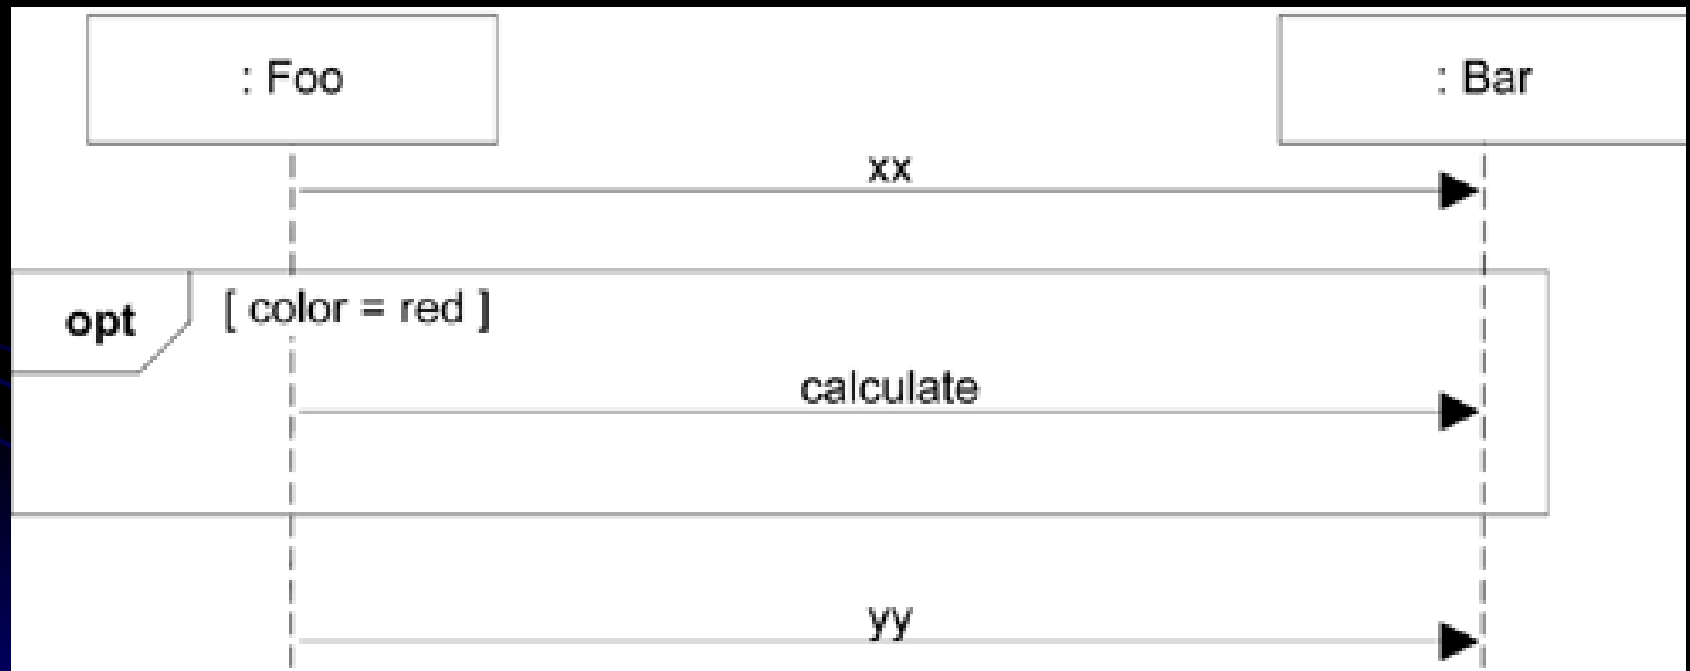 : Foo
: Bar
xx
opt
[ color = red ]
calculate
yy